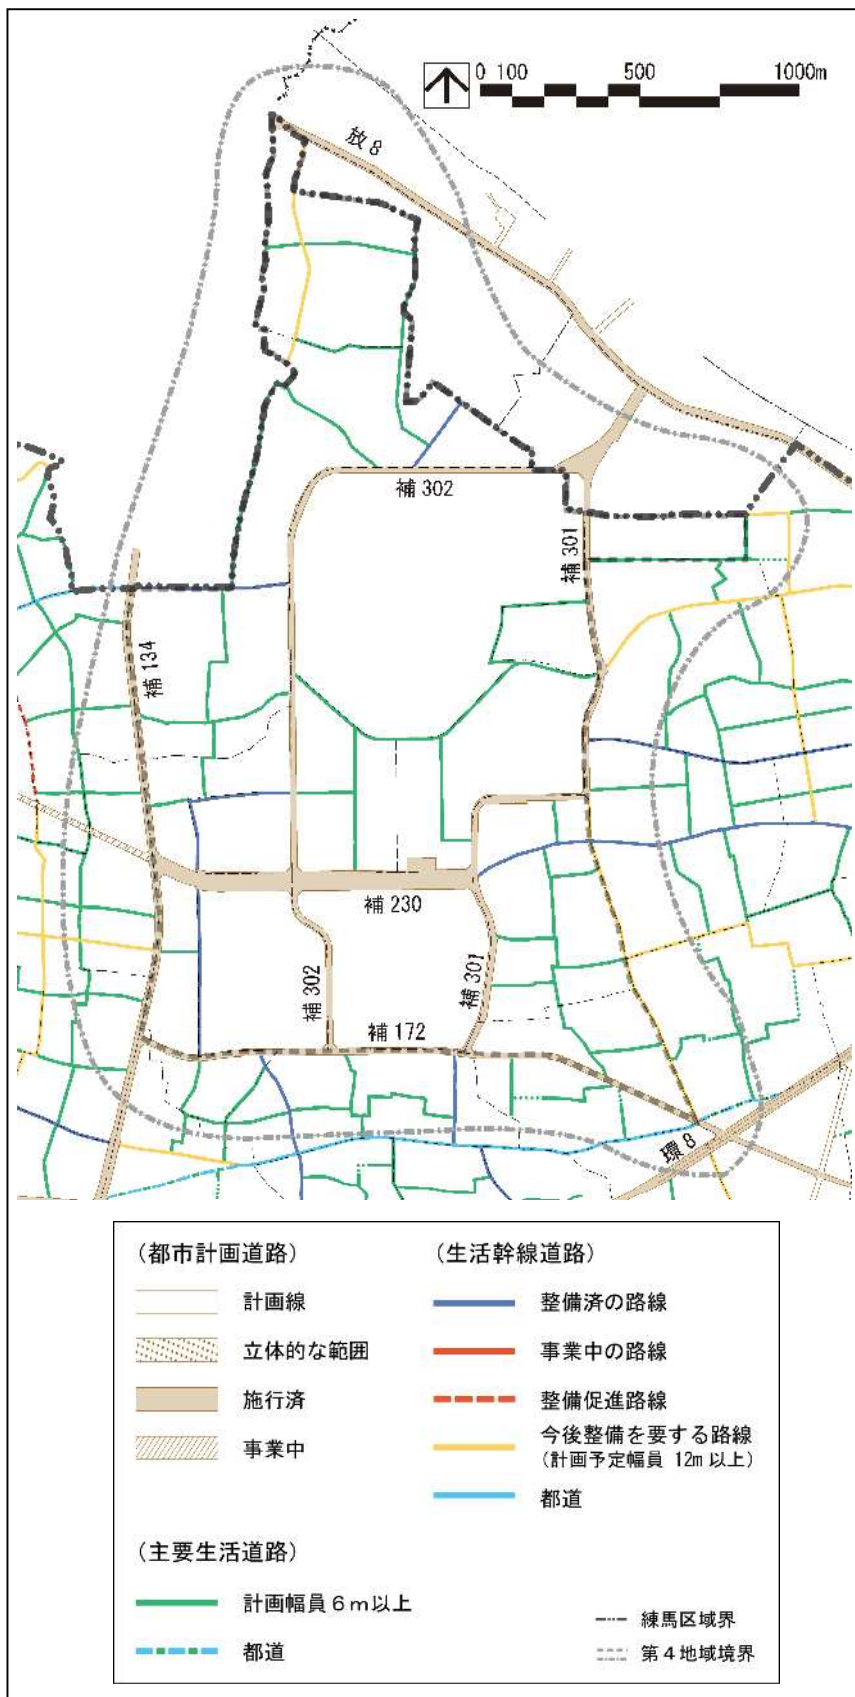 0 100 500 1000m
放8
補 302
補 301
補 134
補 230
補 302
補 301
補 172
環 8
(都市計画道路)
計画線
立体的な範囲
施行済
事業中
(生活幹線道路)
整備済の路線
事業中の路線
整備促進路線
今後整備を要する路線
(計画予定幅員 12m 以上)
都道
(主要生活道路)
計画幅員6m以上
都道
練馬区域界
第4地域境界